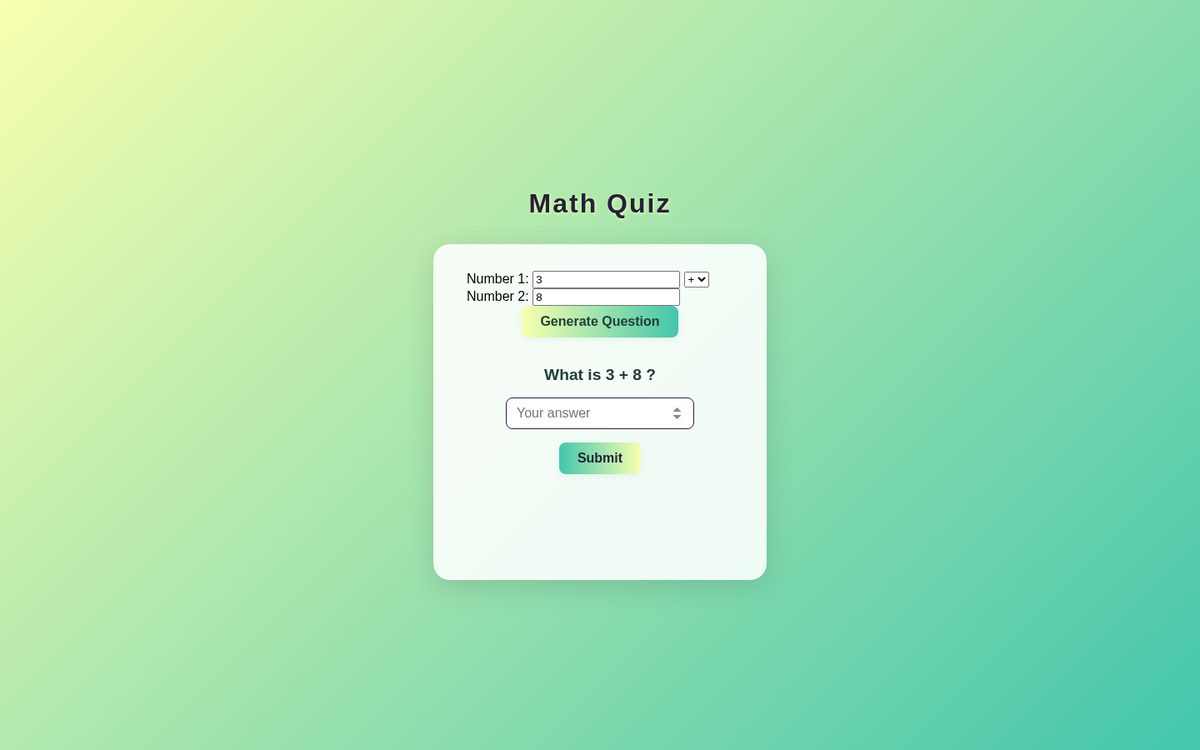 Math Quiz
Number 1: 3 +
Number 2: 8
Generate Question
What is 3 + 8 ?
Your answer
Submit